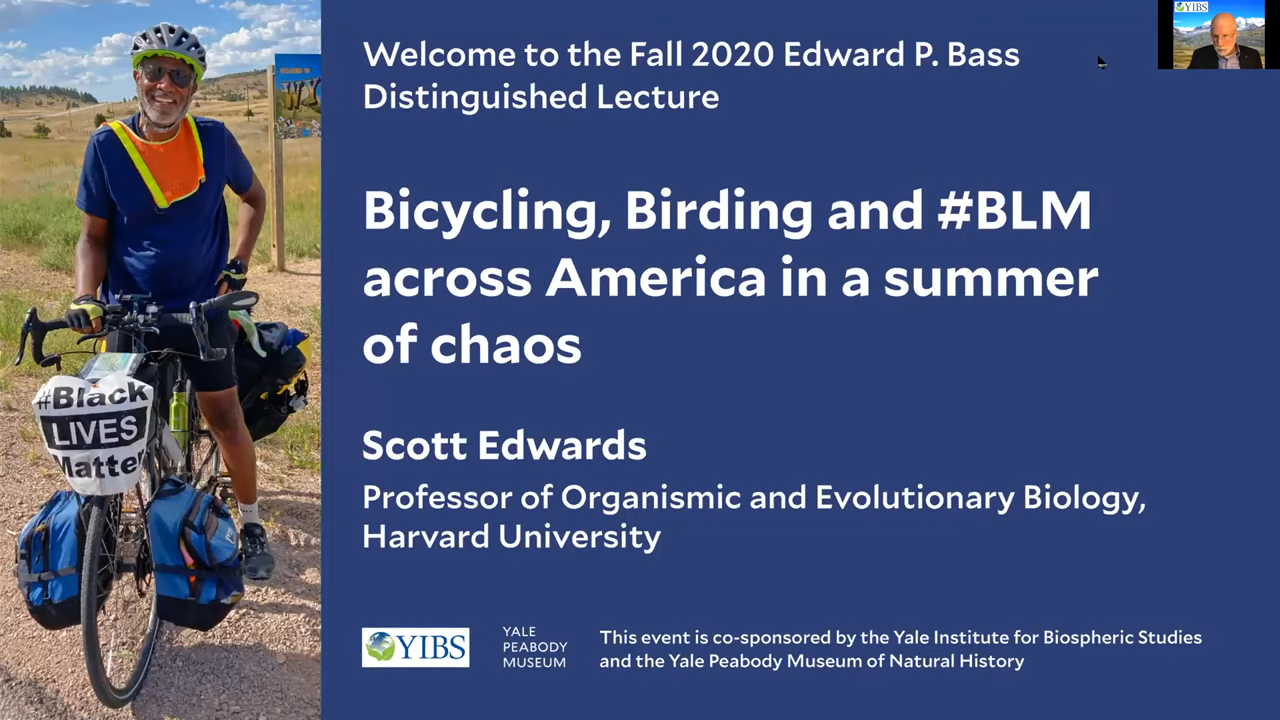 YIBS
Welcome to the Fall 2020 Edward P. Bass
Distinguished Lecture
Bicycling, Birding and #BLM
across America in a summer
of chaos
Scott Edwards
Professor of Organismic and Evolutionary Biology,
Harvard University
#Black
LIVES
Matter
YIBS
YALE
PEABODY
MUSEUM
This event is co-sponsored by the Yale Institute for Biospheric Studies
and the Yale Peabody Museum of Natural History